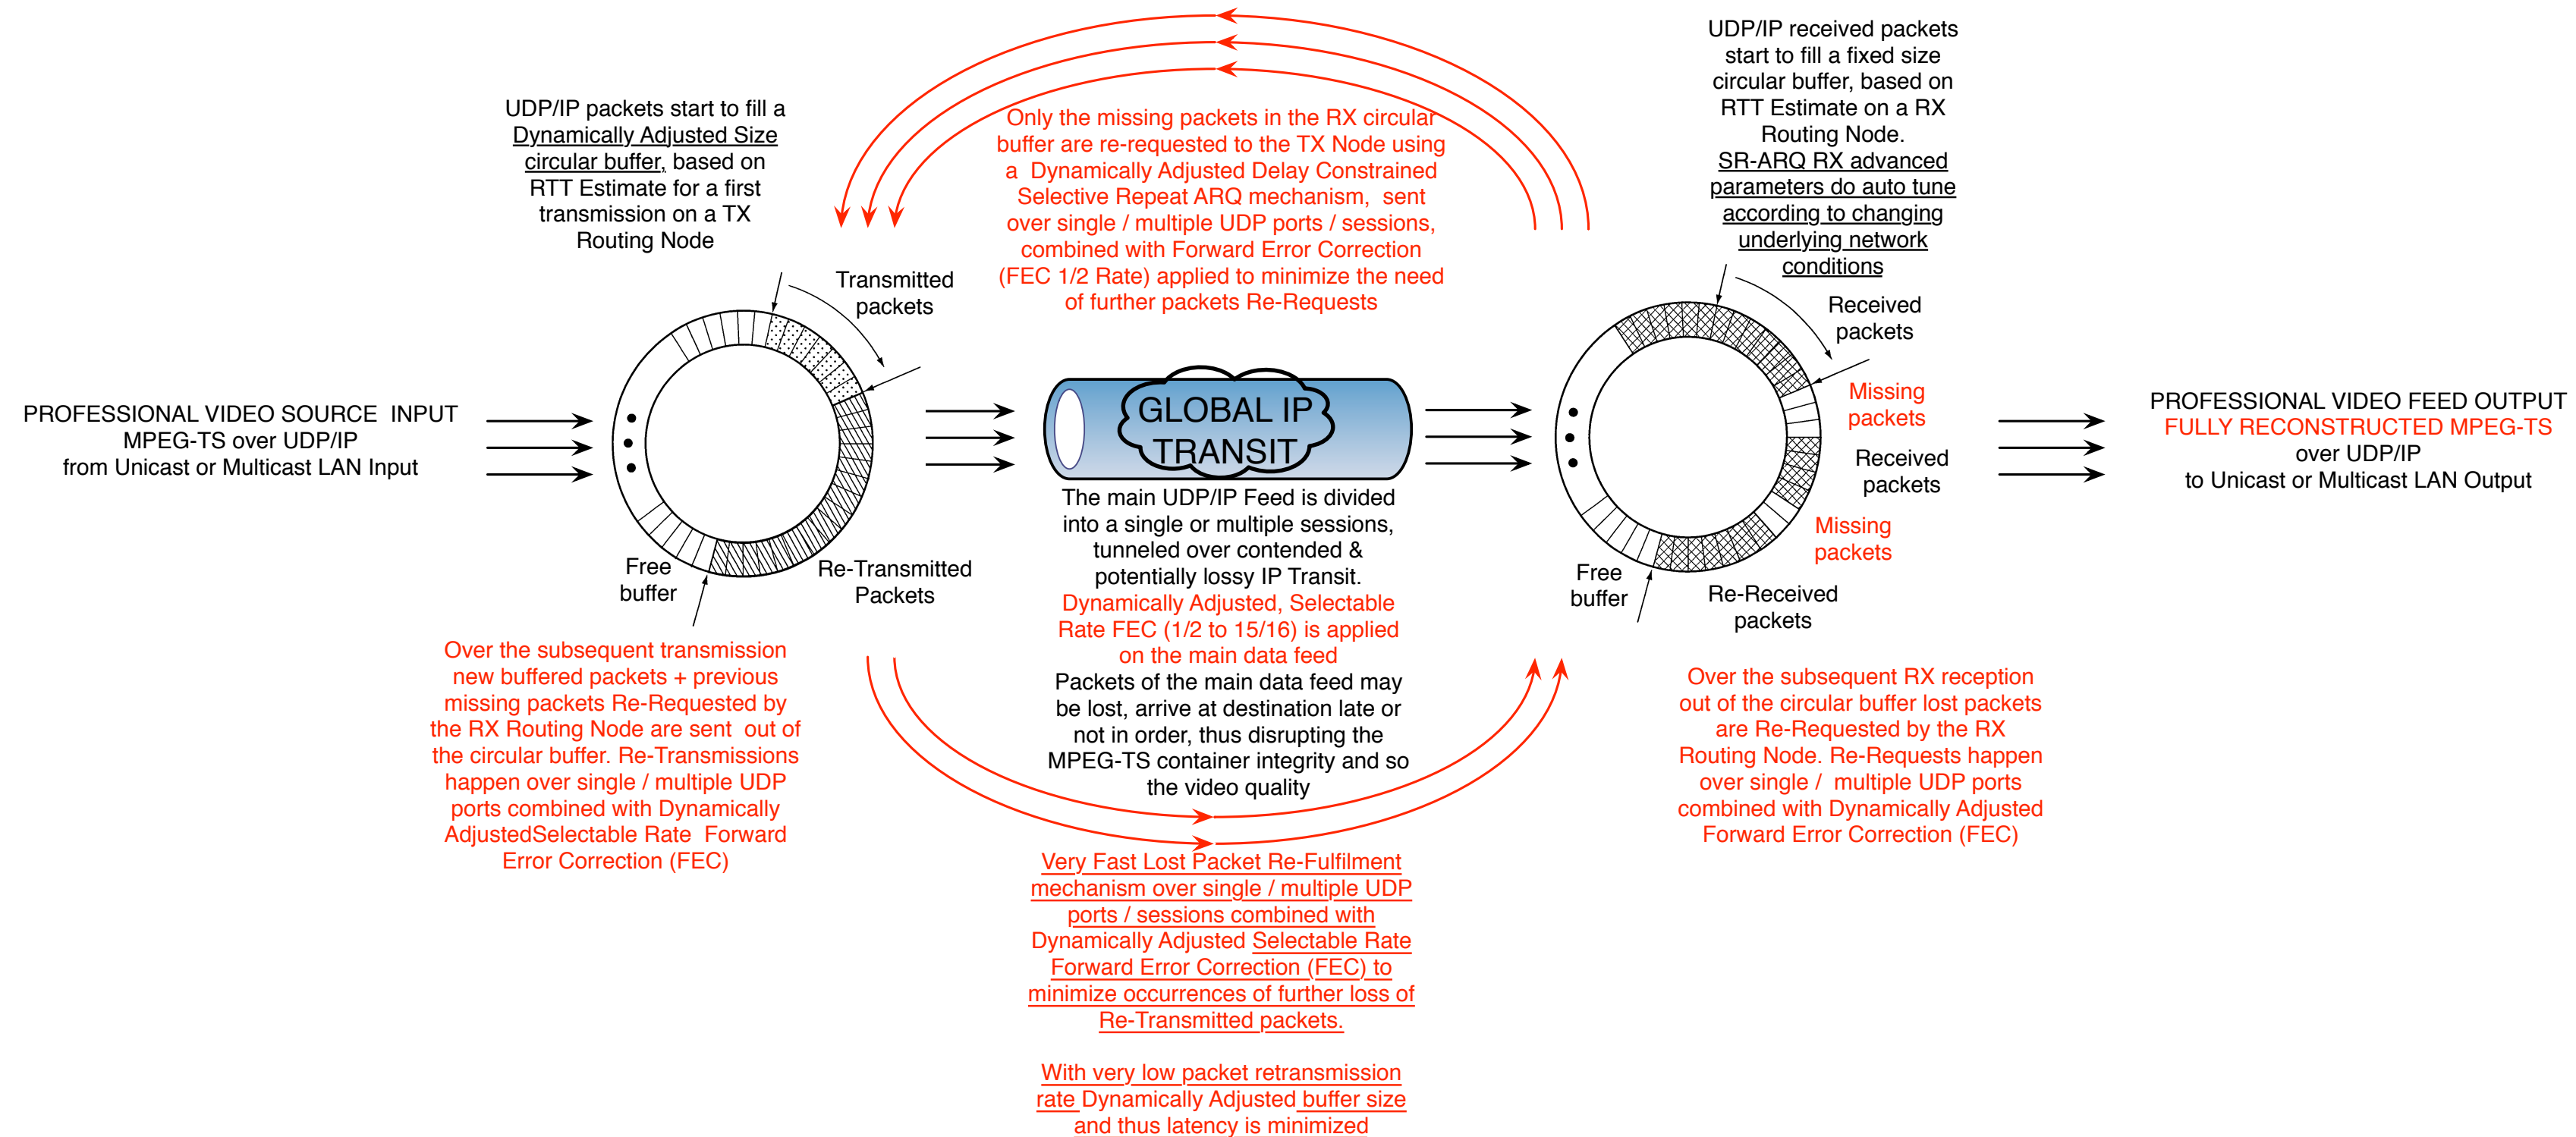 PROFESSIONAL VIDEO SOURCE  INPUT
MPEG-TS over UDP/IP
from Unicast or Multicast LAN Input
UDP/IP packets start to fill a
Dynamically Adjusted Size
circular buffer, based on
RTT Estimate for a first
transmission on a TX
Routing Node
Transmitted
packets
Free
buffer
Re-Transmitted
Packets
Over the subsequent transmission
new buffered packets + previous
missing packets Re-Requested by
the RX Routing Node are sent  out of
the circular buffer. Re-Transmissions
happen over single / multiple UDP
ports combined with Dynamically
AdjustedSelectable Rate  Forward
Error Correction (FEC)
Only the missing packets in the RX circular
buffer are re-requested to the TX Node using
a  Dynamically Adjusted Delay Constrained
Selective Repeat ARQ mechanism,  sent
over single / multiple UDP ports / sessions,
combined with Forward Error Correction
(FEC 1/2 Rate) applied to minimize the need
of further packets Re-Requests
GLOBAL IP
TRANSIT
The main UDP/IP Feed is divided
into a single or multiple sessions,
tunneled over contended &
potentially lossy IP Transit.
Dynamically Adjusted, Selectable
Rate FEC (1/2 to 15/16) is applied
on the main data feed
Packets of the main data feed may
be lost, arrive at destination late or
not in order, thus disrupting the
MPEG-TS container integrity and so
the video quality
Very Fast Lost Packet Re-Fulfilment
mechanism over single / multiple UDP
ports / sessions combined with
Dynamically Adjusted Selectable Rate
Forward Error Correction (FEC) to
minimize occurrences of further loss of
Re-Transmitted packets.
With very low packet retransmission
rate Dynamically Adjusted buffer size
and thus latency is minimized
UDP/IP received packets
start to fill a fixed size
circular buffer, based on
RTT Estimate on a RX
Routing Node.
SR-ARQ RX advanced
parameters do auto tune
according to changing
underlying network
conditions
Received
packets
Missing
packets
Received
packets
Missing
packets
Free
buffer
Re-Received
packets
Over the subsequent RX reception
out of the circular buffer lost packets
are Re-Requested by the RX
Routing Node. Re-Requests happen
over single /  multiple UDP ports
combined with Dynamically Adjusted
Forward Error Correction (FEC)
PROFESSIONAL VIDEO FEED OUTPUT
FULLY RECONSTRUCTED MPEG-TS
over UDP/IP
to Unicast or Multicast LAN Output